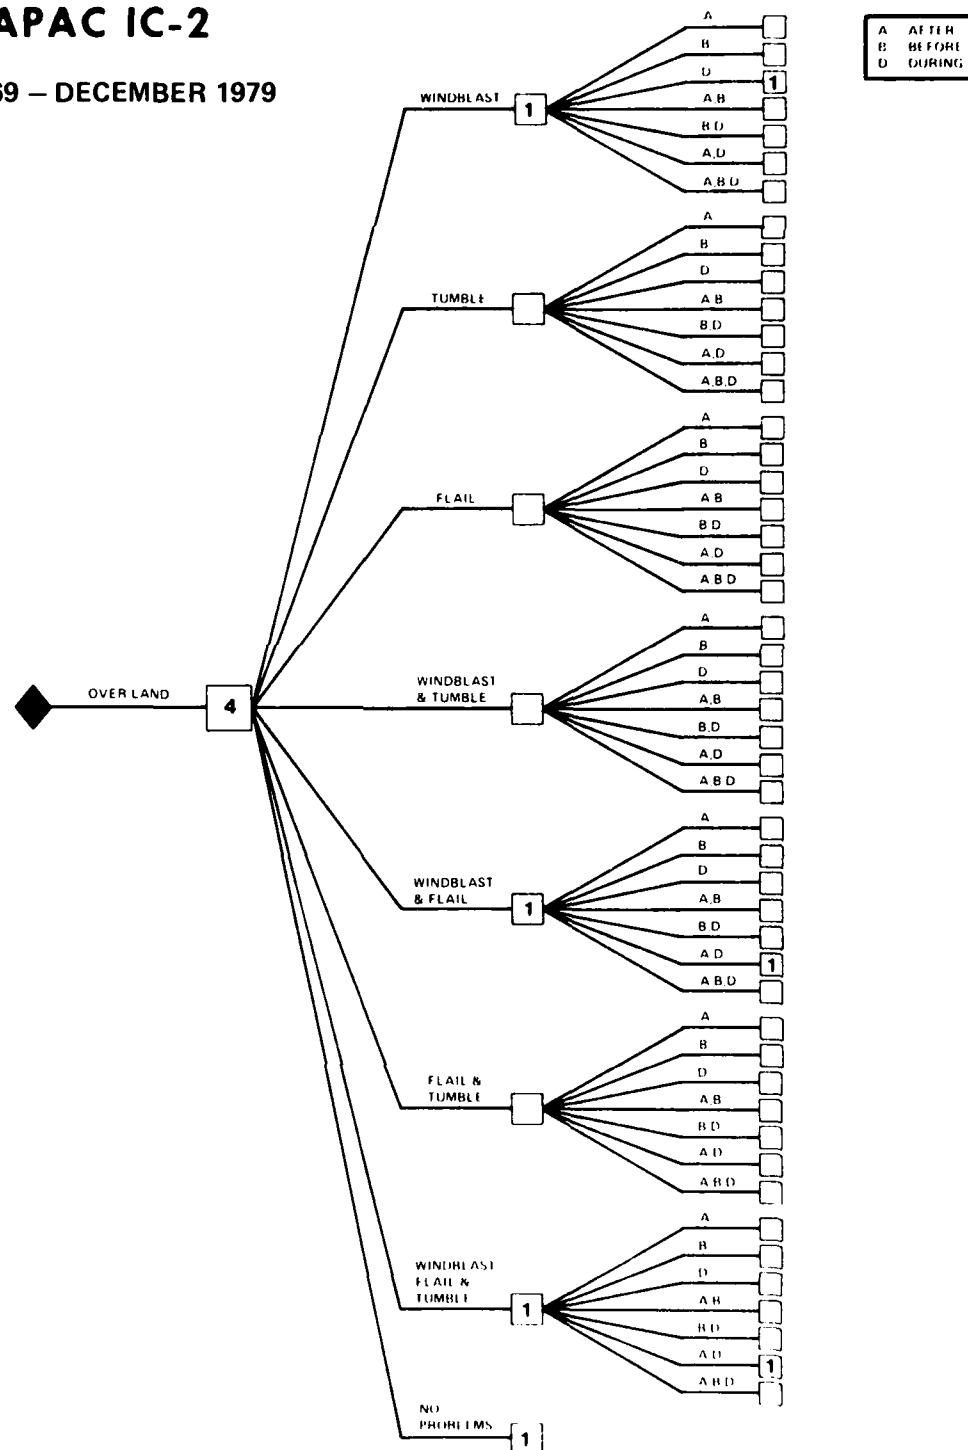 APAC IC-2
69 – DECEMBER 1979
A AFTER
B BEFORE
D DURING
OVER LAND
4
WINDBLAST
1
A
B
D
1
A,B
B D
A,D
A,B D
TUMBLE
A
B
D
A B
B,D
A,D
A,B,D
FLAIL
A
B
D
A B
B D
A,D
A B D
WINDBLAST
& TUMBLE
A
B
D
A,B
B,D
A,D
A B D
WINDBLAST
& FLAIL
1
A
B
D
A,B
B D
A D
1
A B,D
FLAIL &
TUMBLE
A
B
D
A,B
B D
A D
A B D
WINDBLAST
FLAIL &
TUMBLE
1
A
B
D
A B
B D
A D
1
A B D
NO
PROBLEMS
1